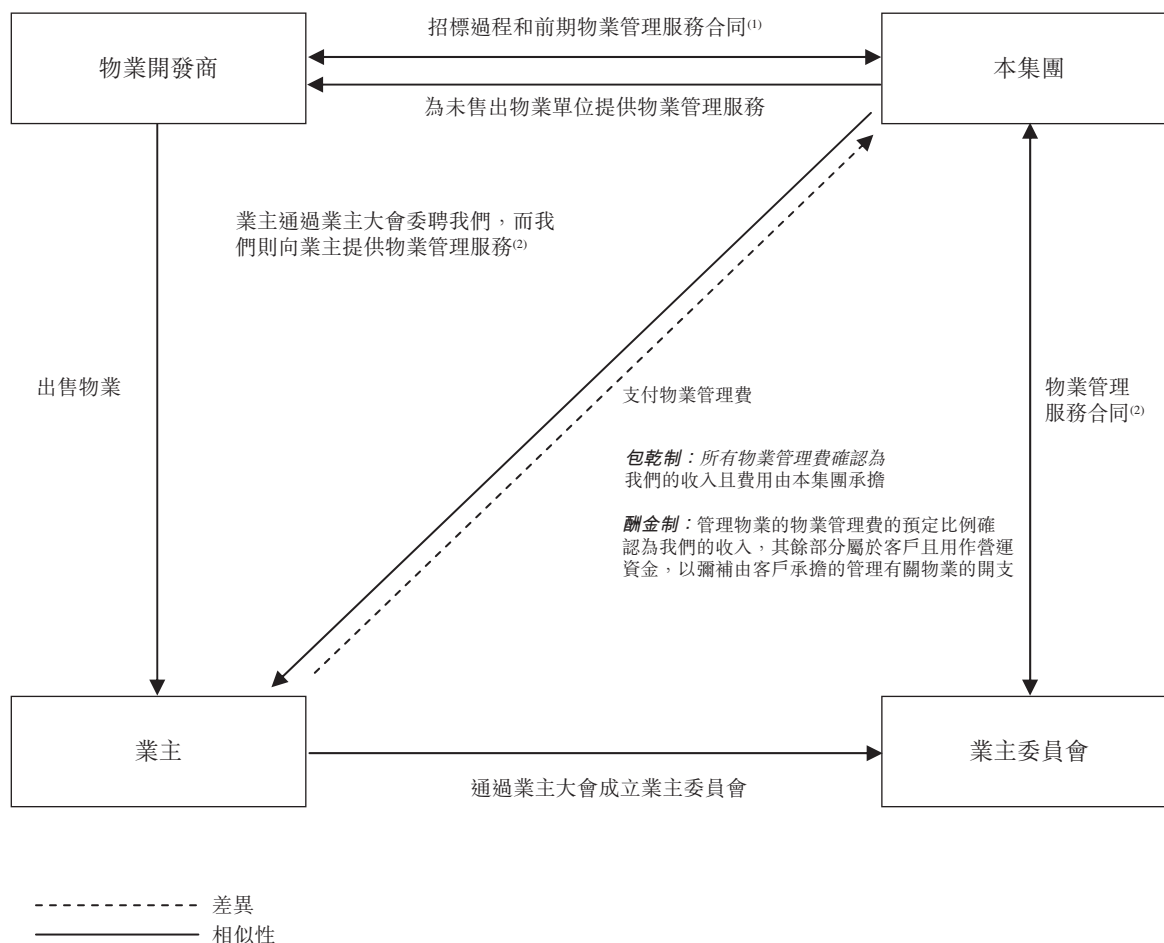 招標過程和前期物業管理服務合同(1)
物業開發商
本集團
為未售出物業單位提供物業管理服務
業主通過業主大會委聘我們，而我
們則向業主提供物業管理服務(2)
出售物業
支付物業管理費
物業管理
服務合同(2)
包乾制：所有物業管理費確認為
我們的收入且費用由本集團承擔
酬金制：管理物業的物業管理費的預定比例確
認為我們的收入，其餘部分屬於客戶且用作營運
資金，以彌補由客戶承擔的管理有關物業的開支
業主
業主委員會
通過業主大會成立業主委員會
差異
相似性